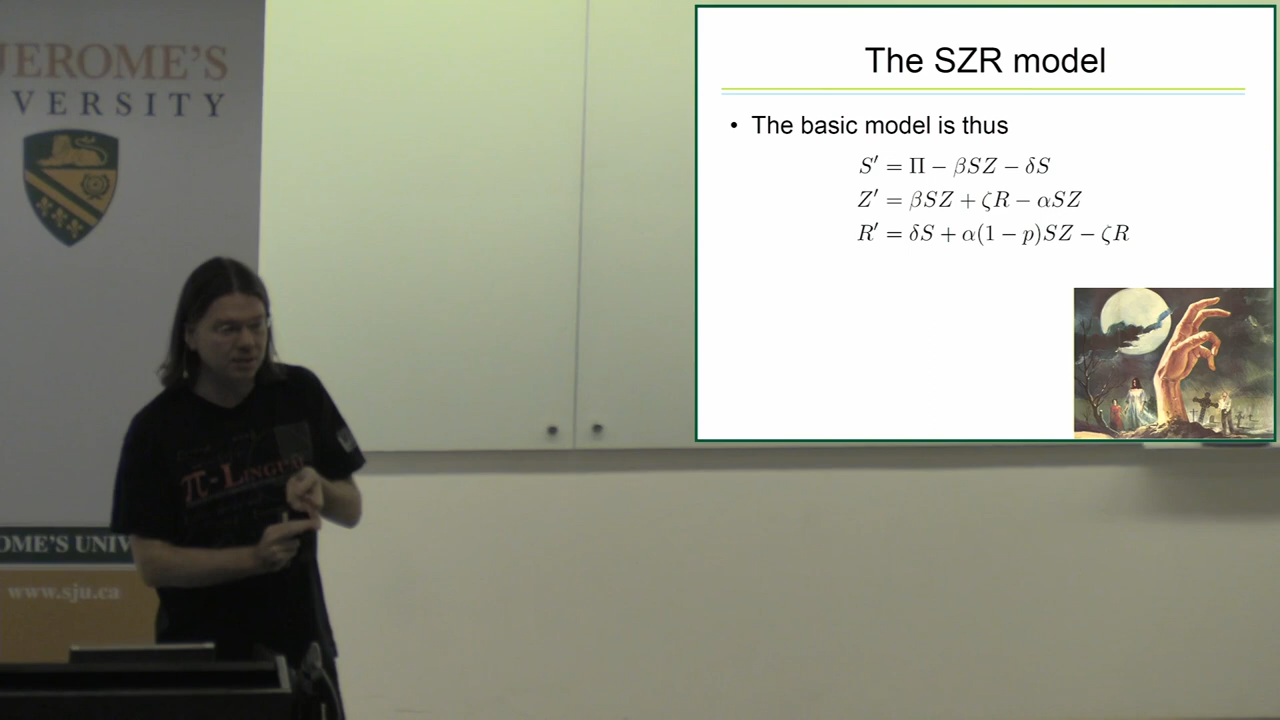 JEROME'S
VERSITY
The SZR model
• The basic model is thus
S′ = Π − βSZ − δS
Z′ = βSZ + ζR − αSZ
R′ = δS + α(1 − p)SZ − ζR
π-LINGU
OME'S UNIV
www.sju.ca